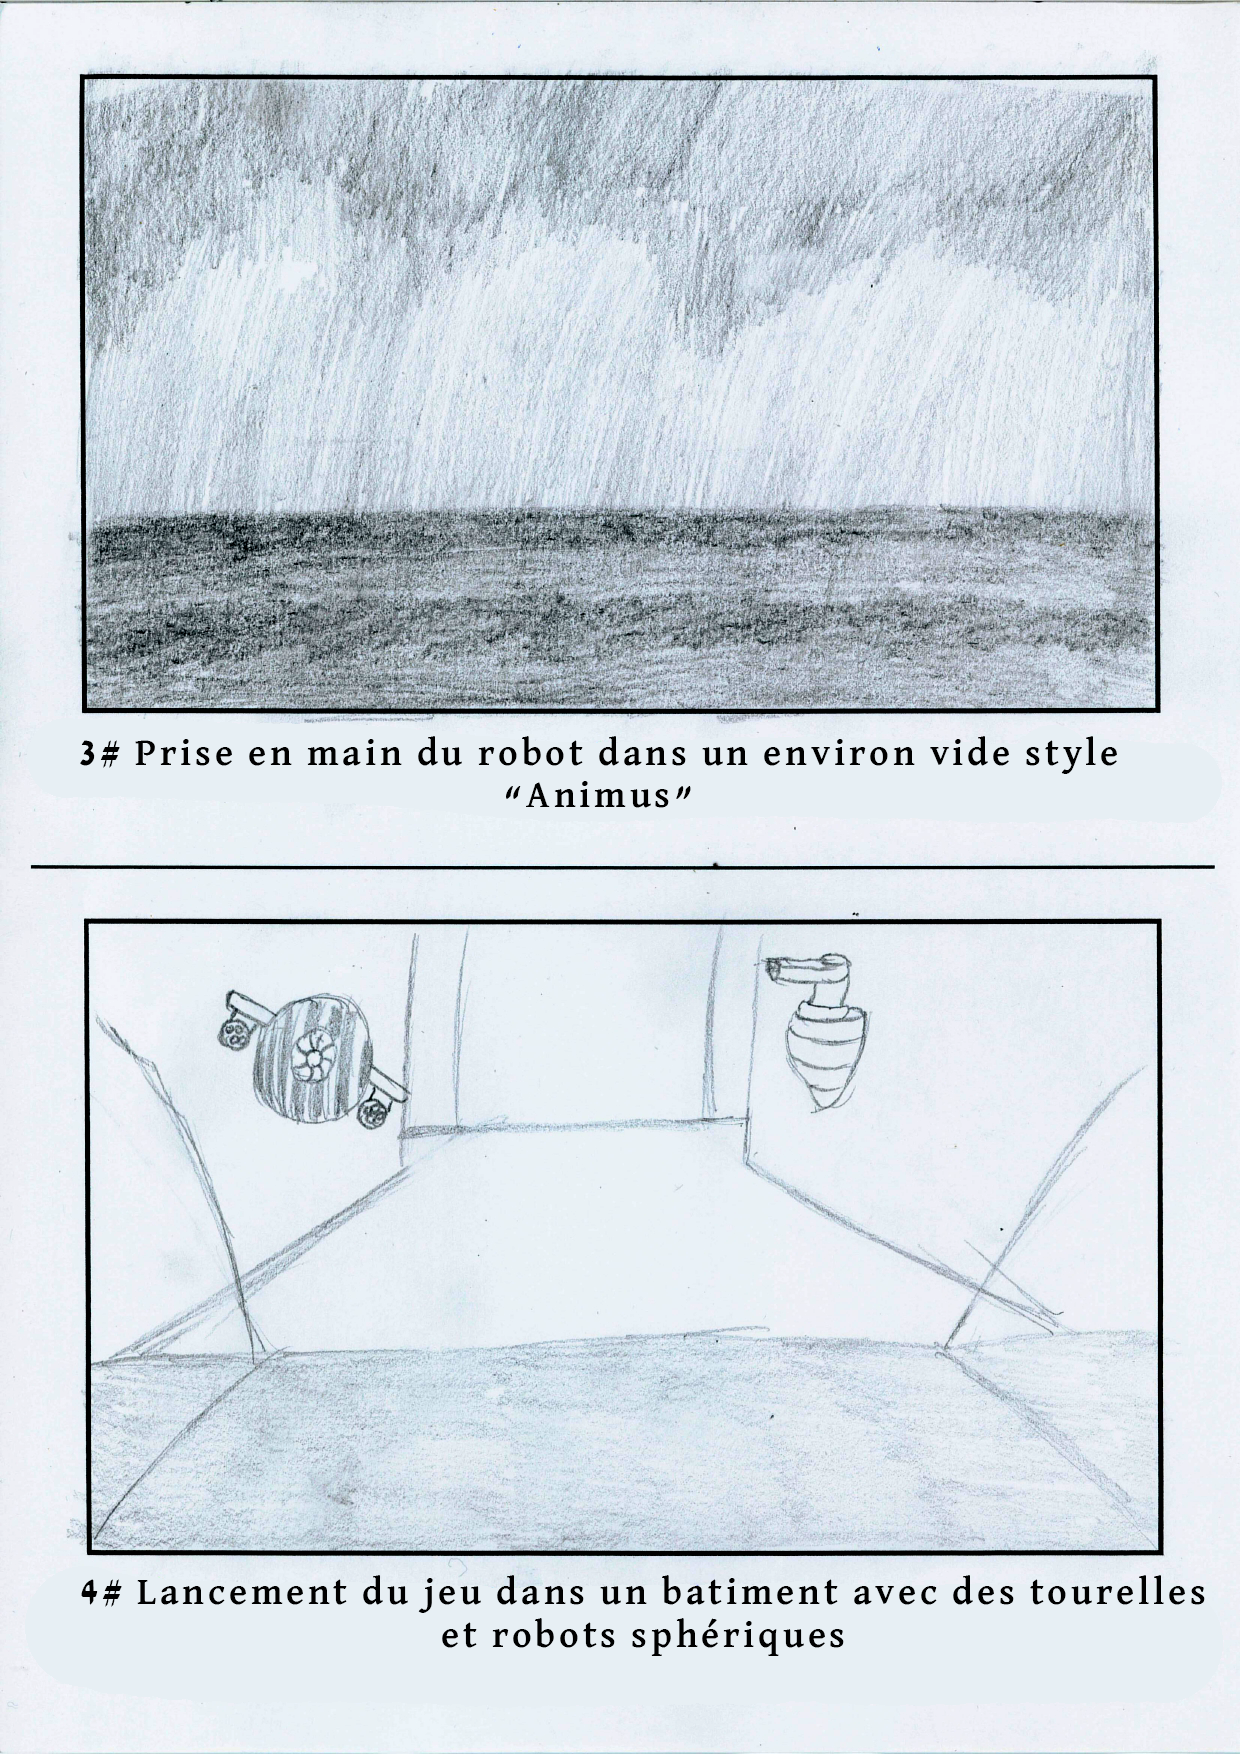 3# Prise en main du robot dans un environ vide style
“Animus”
4# Lancement du jeu dans un batiment avec des tourelles
et robots sphériques